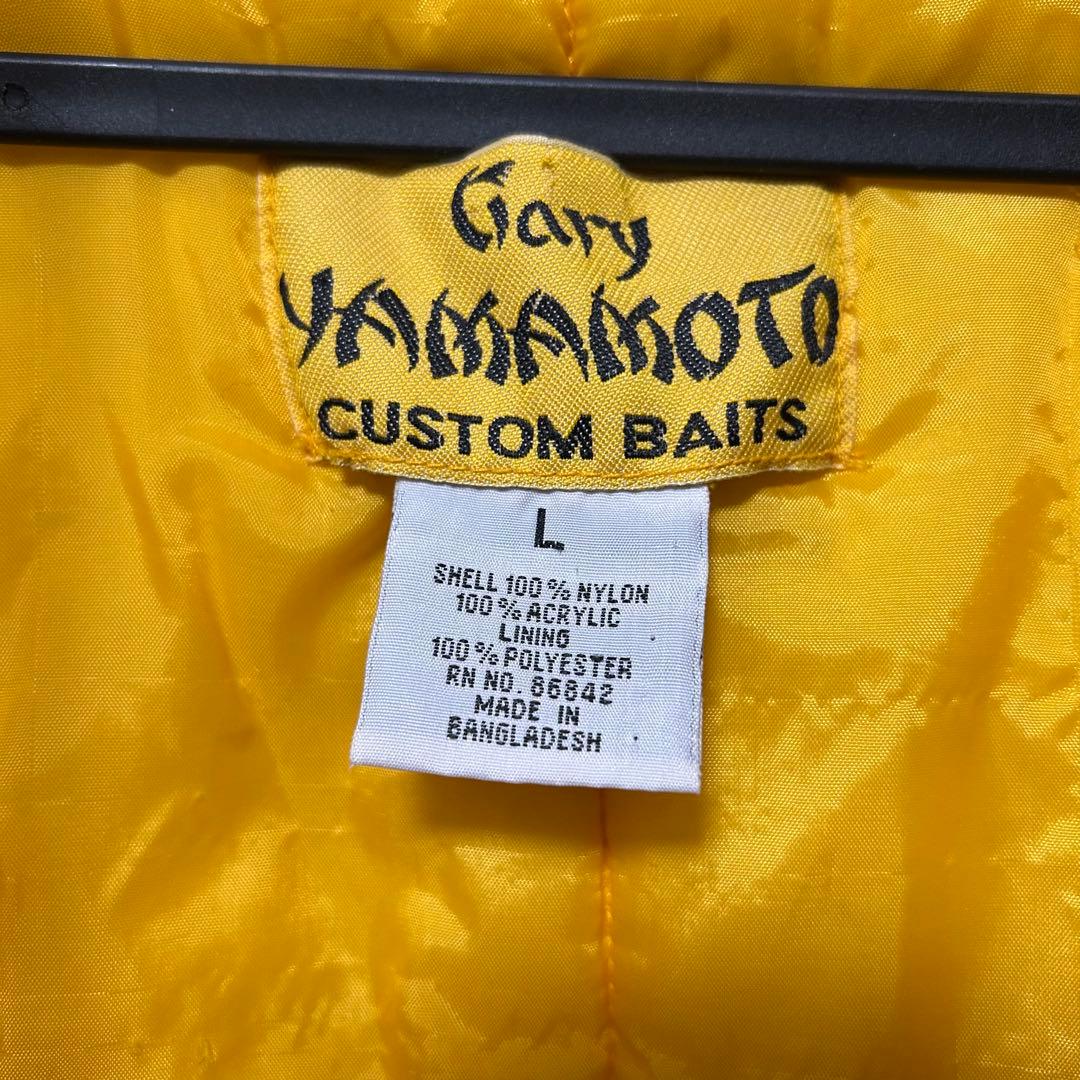 Gary
YAMAMOTO
CUSTOM BAITS
L
SHELL 100% NYLON
100% ACRYLIC
LINING
100% POLYESTER
RN NO. 86842
MADE IN
BANGLADESH